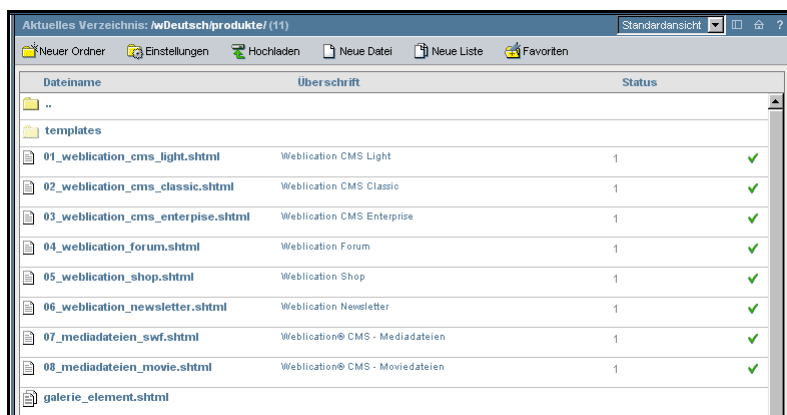 Aktuelles Verzeichnis: /wDeutsch/produkte/ (11) Standardansicht ?
Neuer Ordner Einstellungen Hochladen Neue Datei Neue Liste Favoriten
Dateiname Überschrift Status
..
templates
01_weblication_cms_light.shtml Weblication CMS Light 1
02_weblication_cms_classic.shtml Weblication CMS Classic 1
03_weblication_cms_enterpise.shtml Weblication CMS Enterprise 1
04_weblication_forum.shtml Weblication Forum 1
05_weblication_shop.shtml Weblication Shop 1
06_weblication_newsletter.shtml Weblication Newsletter 1
07_mediadateien_swf.shtml Weblication® CMS - Mediadateien 1
08_mediadateien_movie.shtml Weblication® CMS - Moviedateien 1
galerie_element.shtml